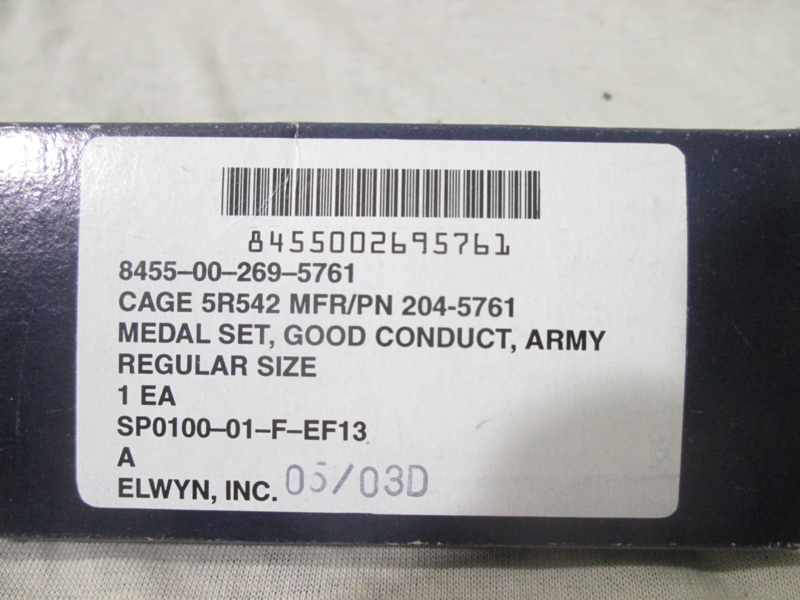 8455002695761
8455–00–269–5761
CAGE 5R542 MFR/PN 204-5761
MEDAL SET, GOOD CONDUCT, ARMY
REGULAR SIZE
1 EA
SP0100–01–F–EF13
A
ELWYN, INC. 05/03D